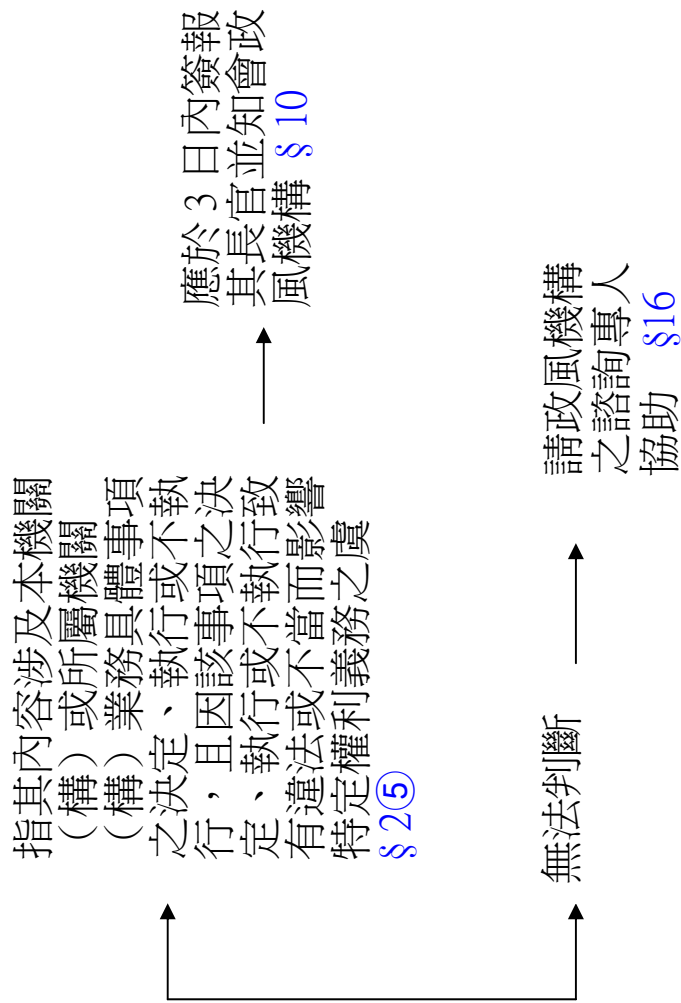 指其內容涉及本機關
（構）或所屬機關
（構）業務具體事項
之決定、執行或不執
行，且因該事項之決
定、執行或不執行致
有違法或不當而影響
特定權利義務之虞
§ 2⑤
應於 3 日內簽報
其長官並知會政
風機構 § 10
無法判斷
請政風機構
之諮詢專人
協助 §16